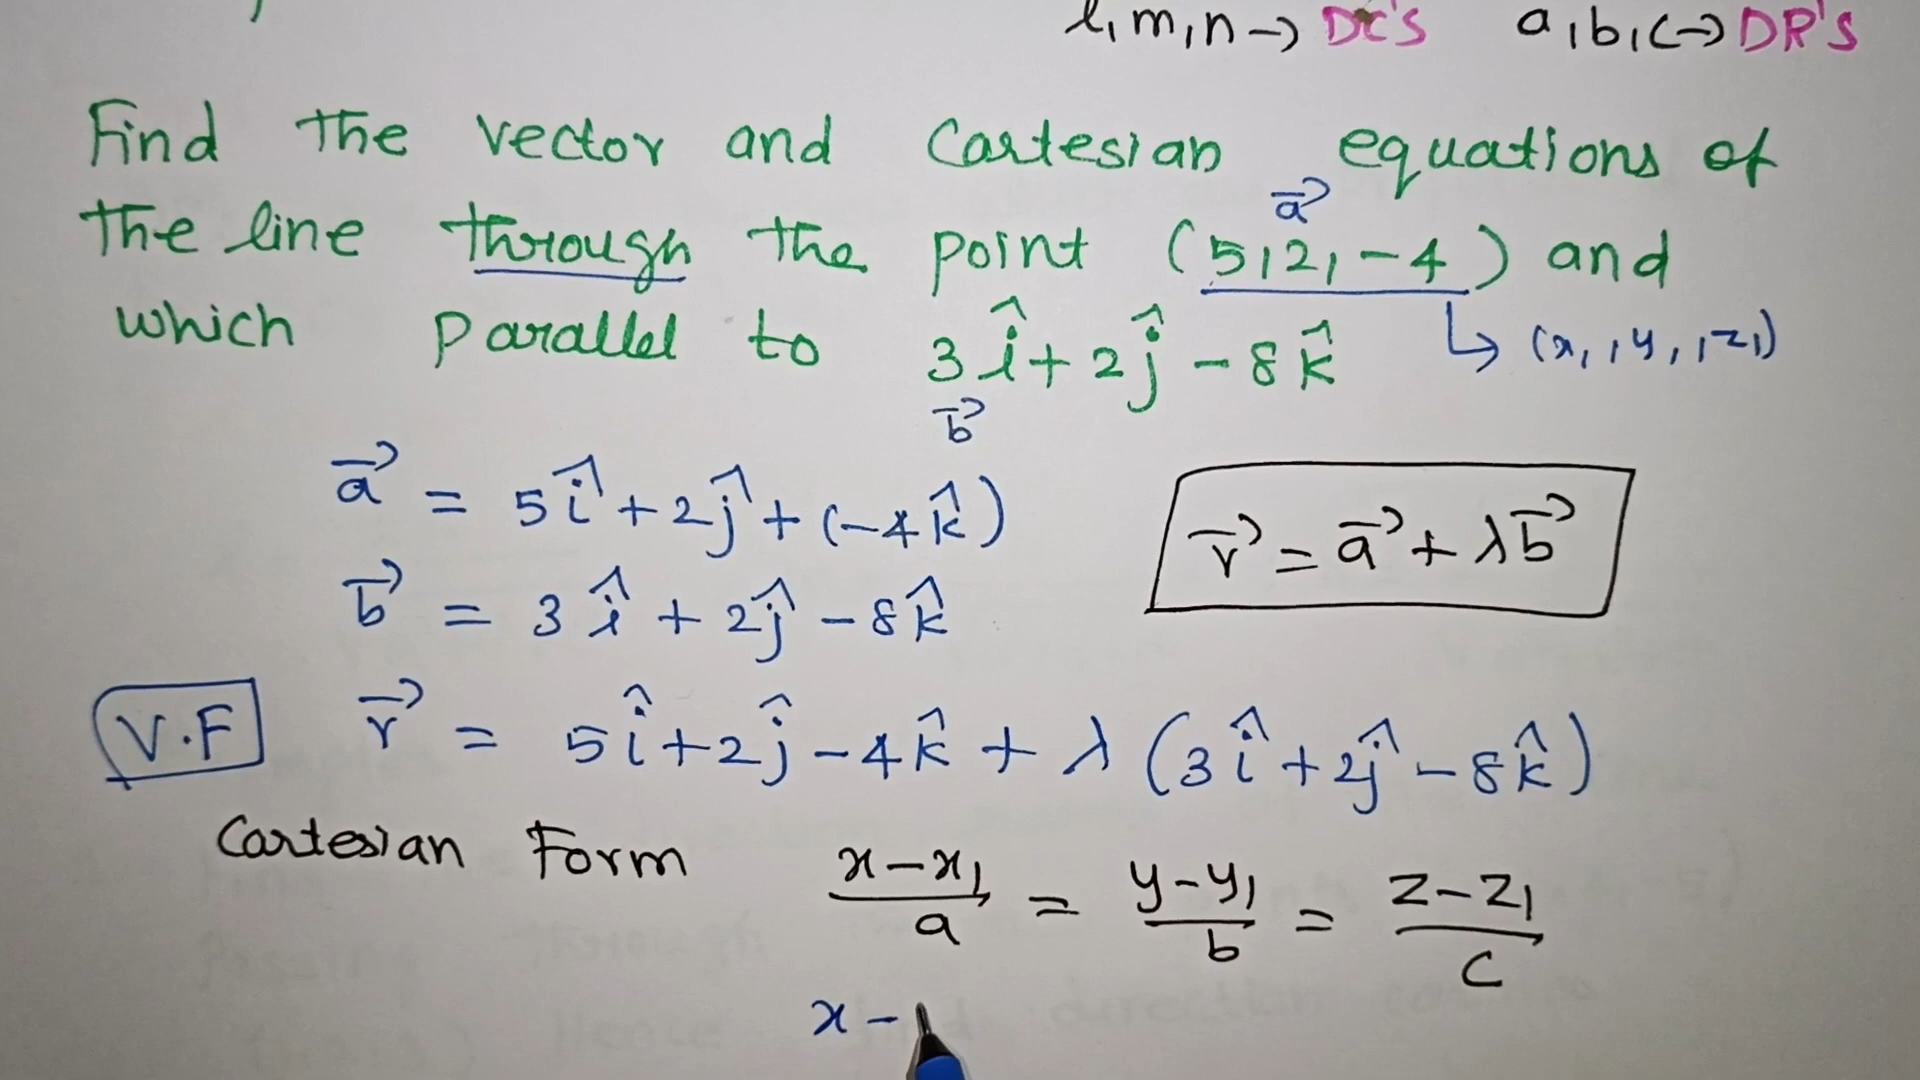 l, m, n → DC'S   a, b, c → DR'S
Find the vector and Cartesian equations of
a⃗
the line through the point (5, 2, -4) and
which parallel to 3î + 2ĵ - 8k̂   ↳ (x₁, y₁, z₁)
b⃗
a⃗ = 5î + 2ĵ + (-4k̂)
r⃗ = a⃗ + λb⃗
b⃗ = 3î + 2ĵ - 8k̂
V.F   r⃗ = 5î + 2ĵ - 4k̂ + λ (3î + 2ĵ - 8k̂)
Cartesian Form   x-x₁/a = y-y₁/b = z-z₁/c
x -